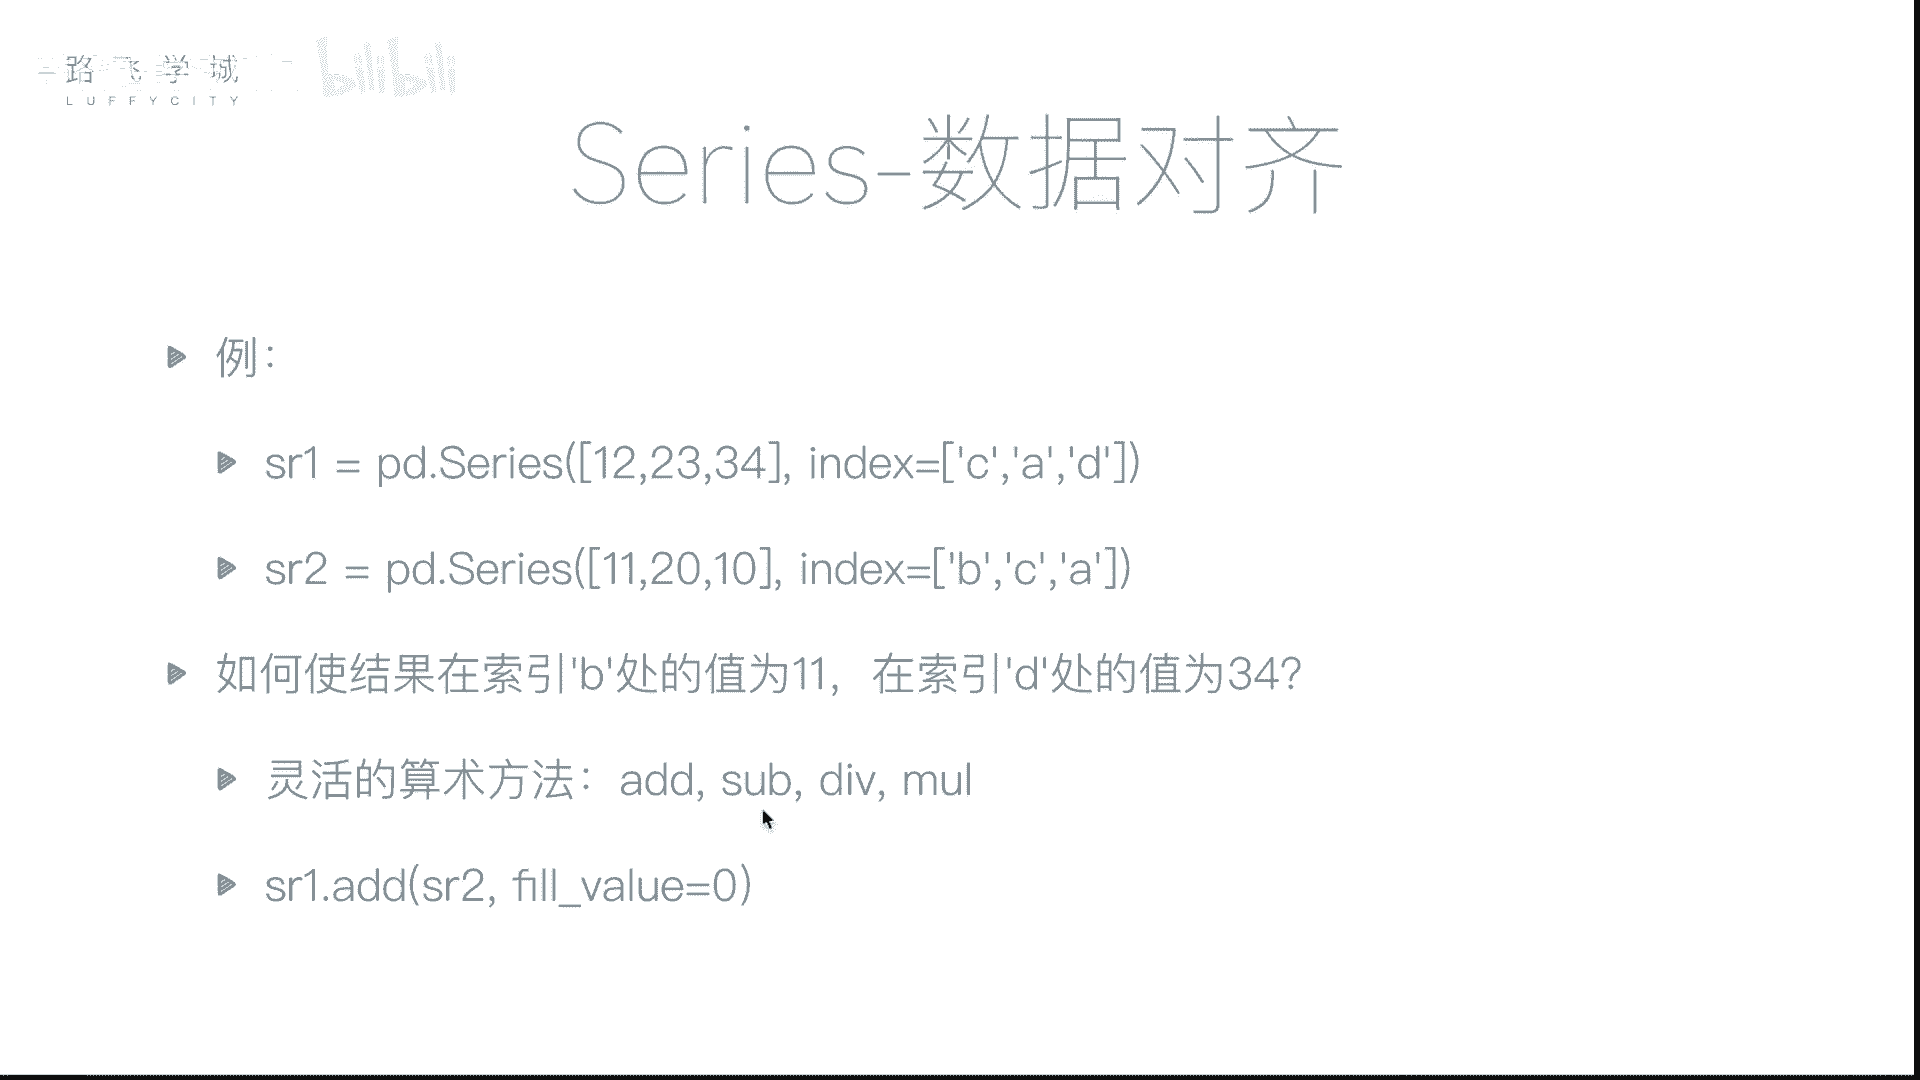 路飞学城
LUFFYCITY
bilibili
Series-数据对齐
例：
sr1 = pd.Series([12,23,34], index=['c','a','d'])
sr2 = pd.Series([11,20,10], index=['b','c','a'])
如何使结果在索引'b'处的值为11，在索引'd'处的值为34？
灵活的算术方法：add, sub, div, mul
sr1.add(sr2, fill_value=0)